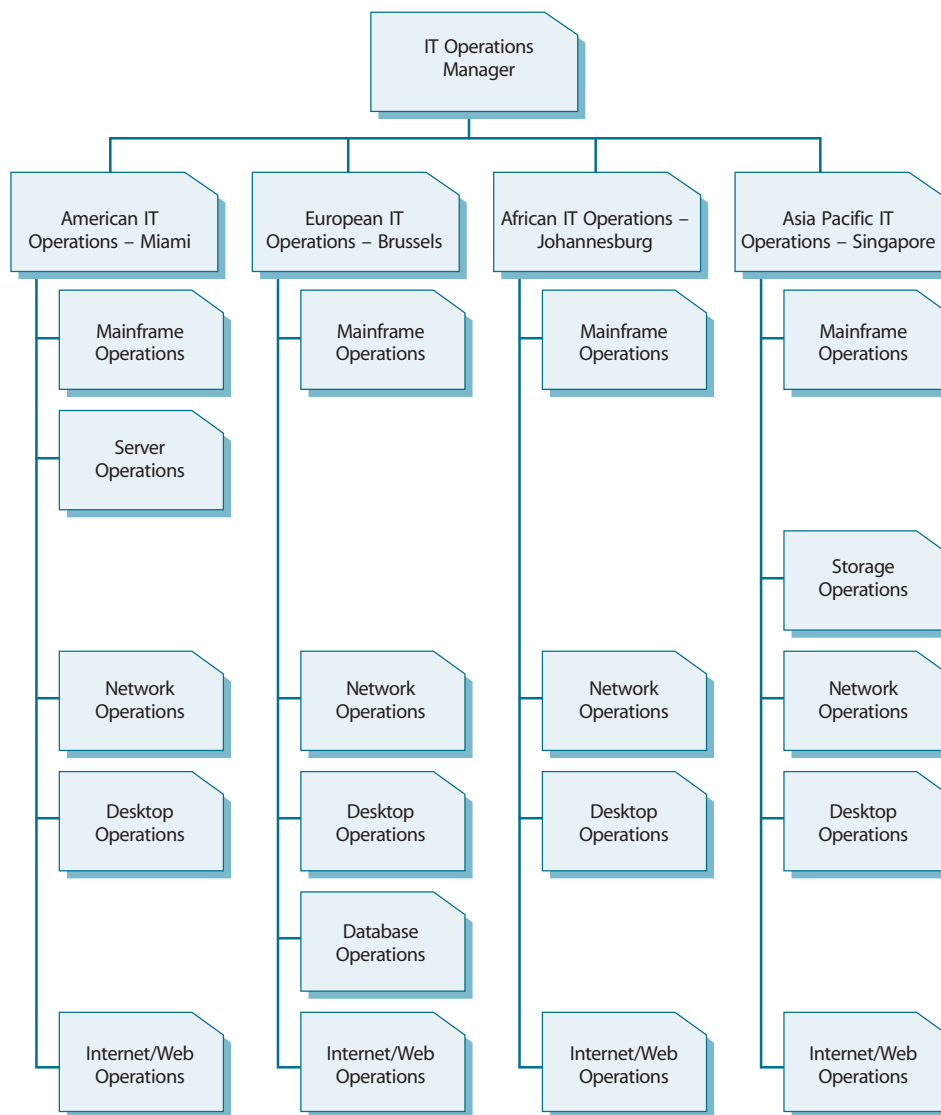 IT Operations
Manager
American IT
Operations – Miami
European IT
Operations – Brussels
African IT Operations –
Johannesburg
Asia Pacific IT
Operations – Singapore
Mainframe
Operations
Mainframe
Operations
Mainframe
Operations
Mainframe
Operations
Server
Operations
Storage
Operations
Network
Operations
Network
Operations
Network
Operations
Network
Operations
Desktop
Operations
Desktop
Operations
Desktop
Operations
Desktop
Operations
Database
Operations
Internet/Web
Operations
Internet/Web
Operations
Internet/Web
Operations
Internet/Web
Operations